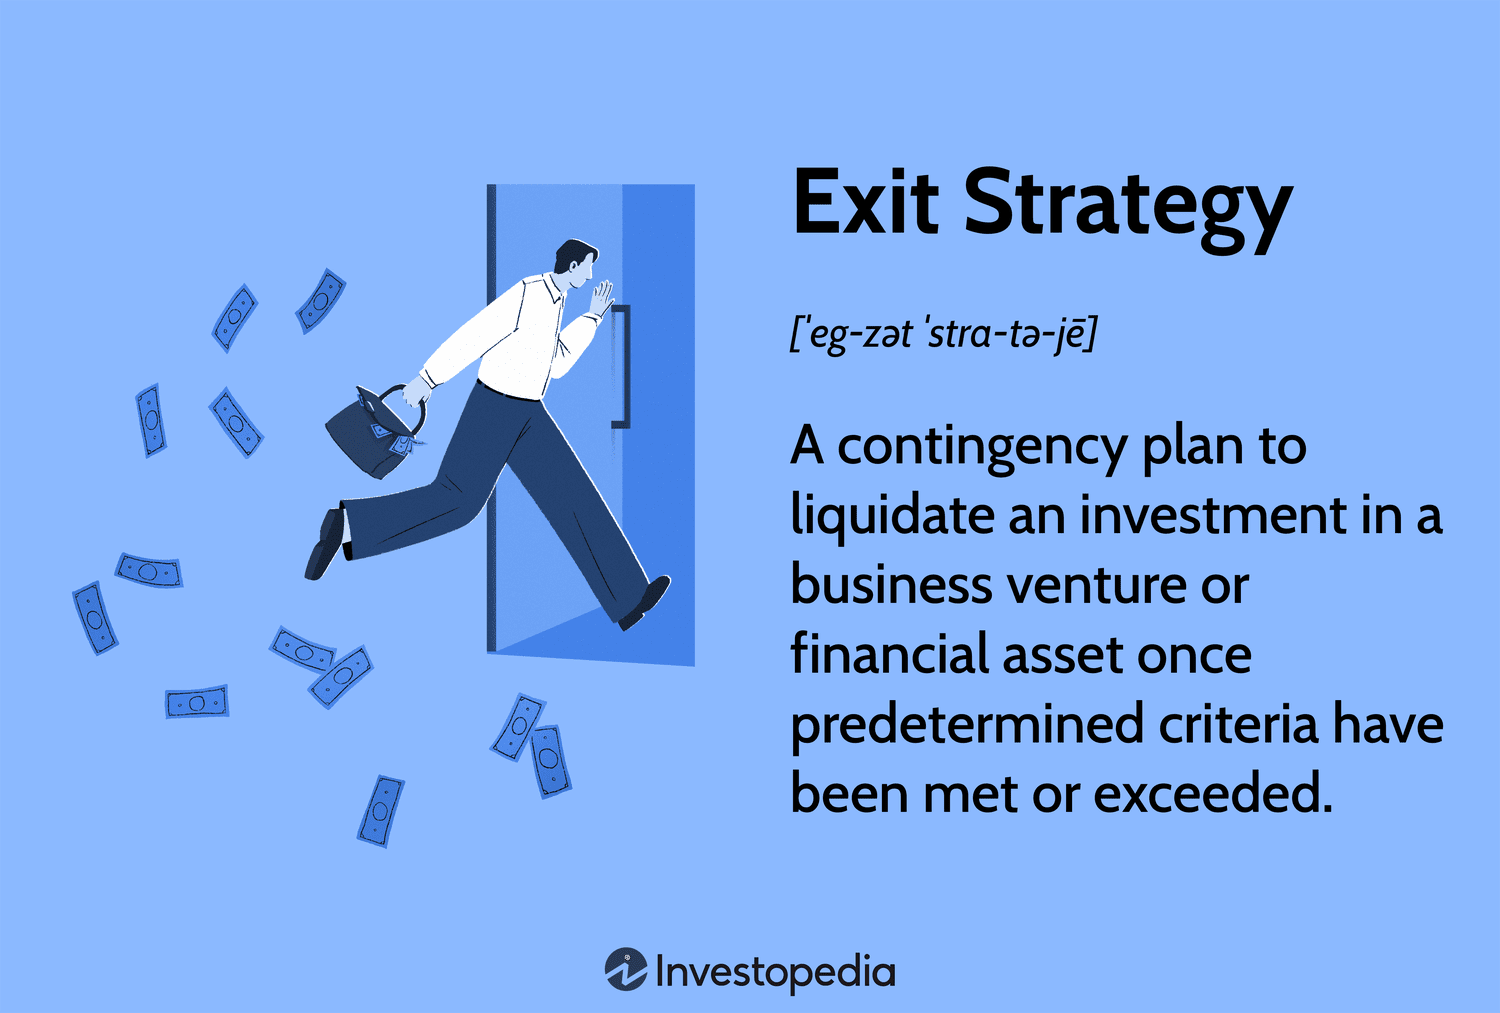 Exit Strategy
[ˈeg-zət ˈstra-tə-jē]
A contingency plan to
liquidate an investment in a
business venture or
financial asset once
predetermined criteria have
been met or exceeded.
Investopedia